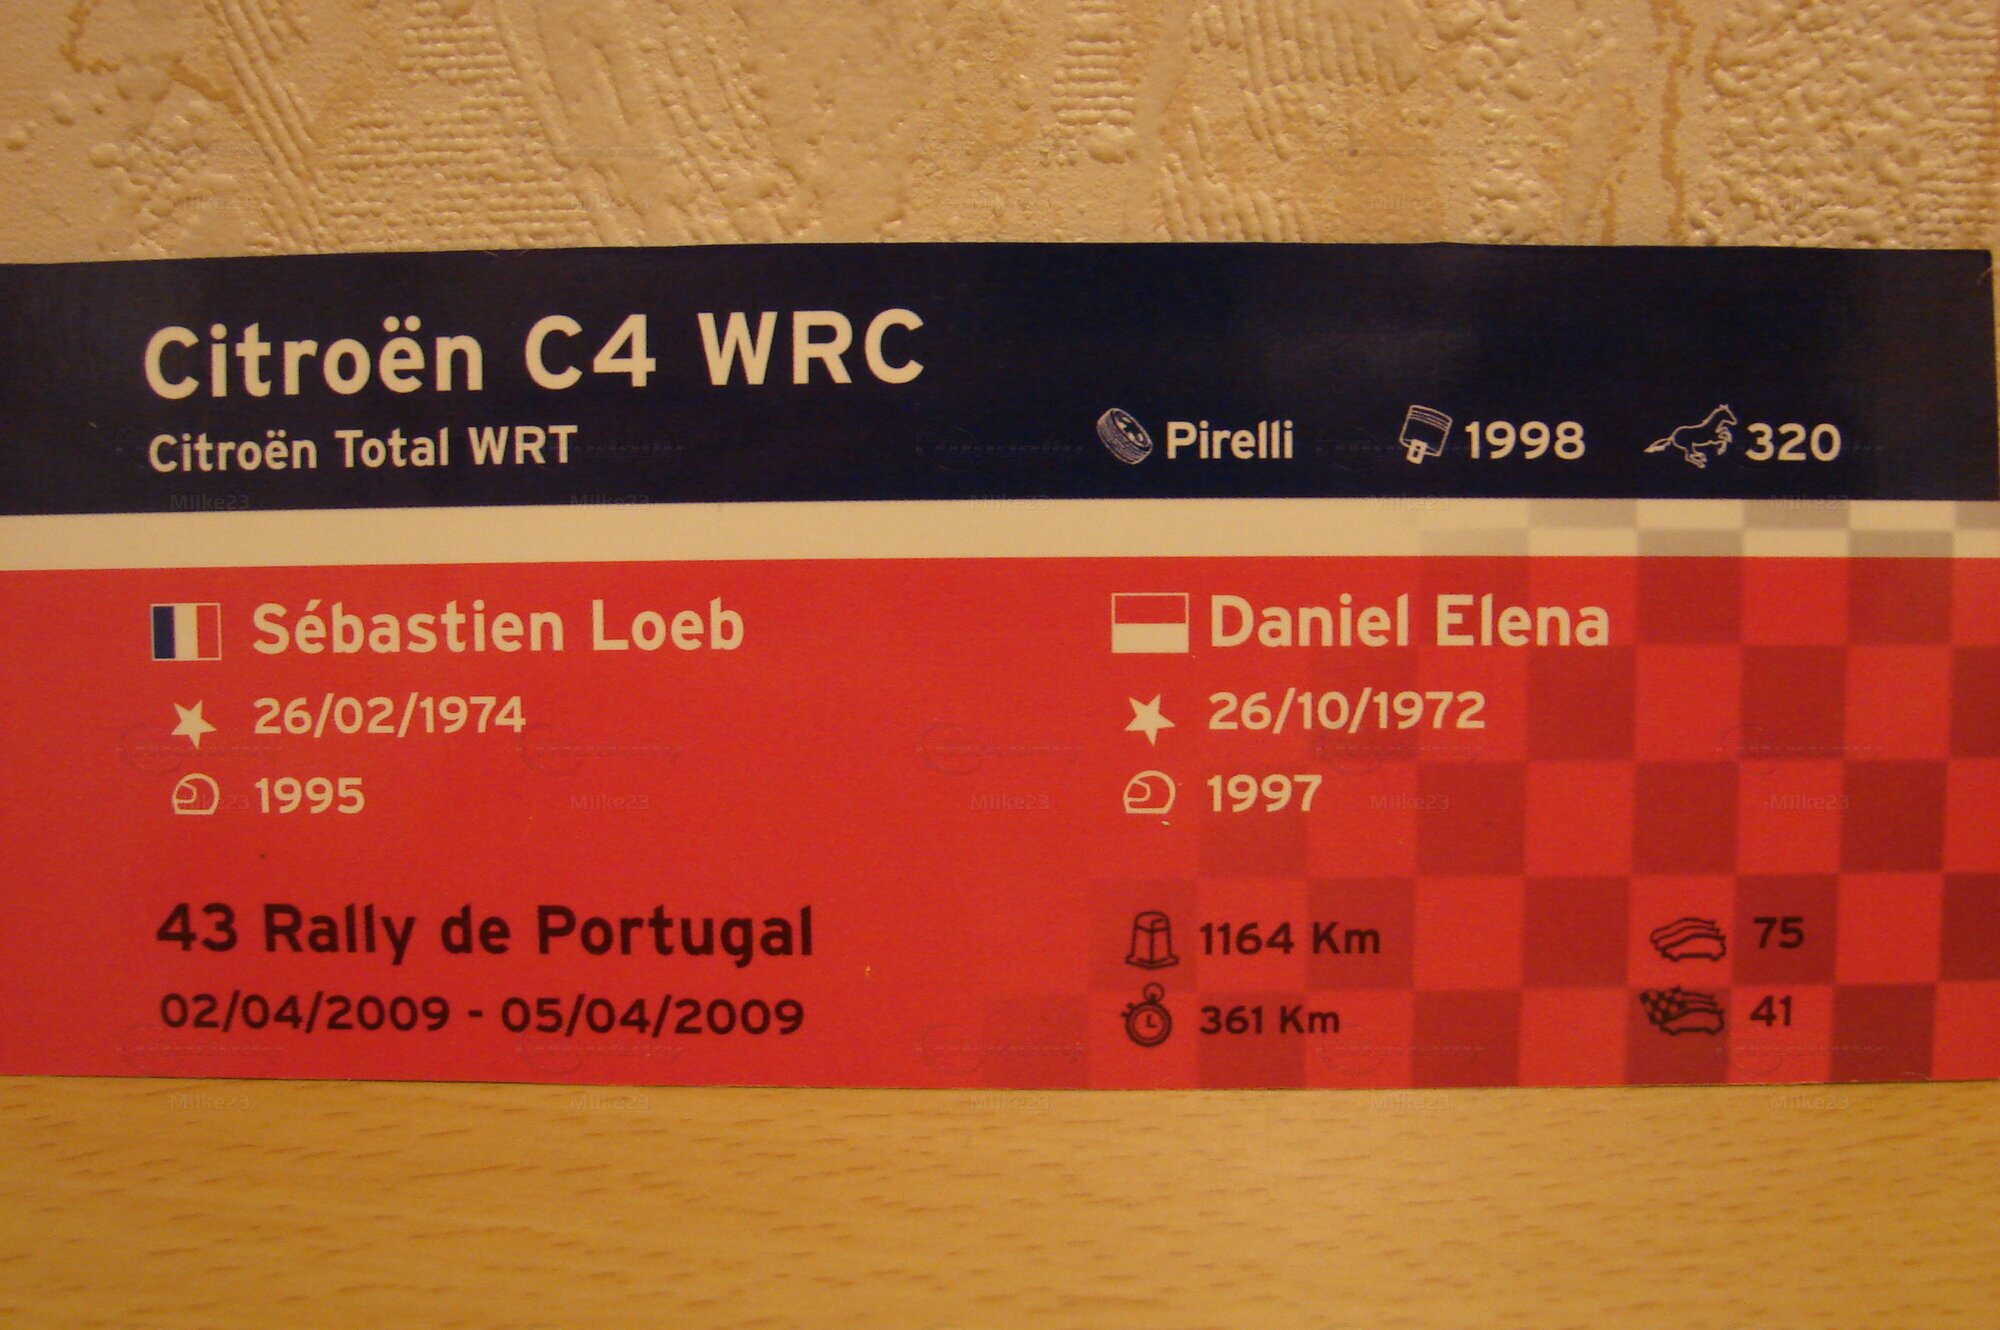 Citroën C4 WRC
Citroën Total WRT
Pirelli 1998 320
Sébastien Loeb
26/02/1974
1995
Daniel Elena
26/10/1972
1997
43 Rally de Portugal
02/04/2009 - 05/04/2009
1164 Km 75
361 Km 41
Miike23